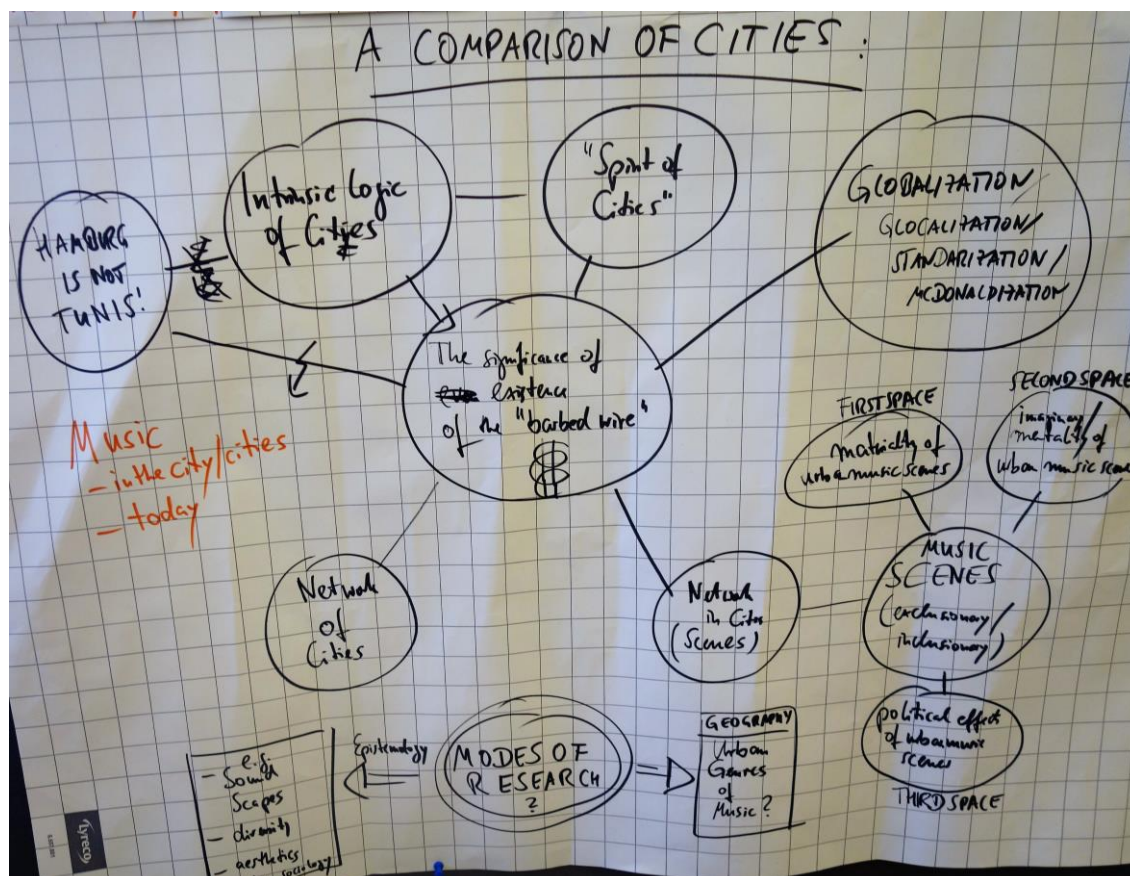 A COMPARISON OF CITIES:
HAMBURG
IS NOT
TUNIS!
Intrinsic Logic
of Cities
"Spirit of
Cities"
GLOBALIZATION/
GLOCALIZATION/
STANDARIZATION/
MCDONALDIZATION
The significance of
existence
of the "barbed wire"
$
Music
- in the city/cities
- today
FIRSTSPACE
materiality of
urban music scenes
SECONDSPACE
mentality of
urban music scenes
MUSIC
SCENES
(exclusionary/
inclusionary)
political effects
of urban music
scenes
THIRDSPACE
Network
of
Cities
Network
in Cities
(Scenes)
MODES OF
RESEARCH
?
Epistemology
e.g.
- Sound
Scapes
- diversity
- aesthetics
sociology
GEOGRAPHY
Urban
Genres
of
Music?
lyreco